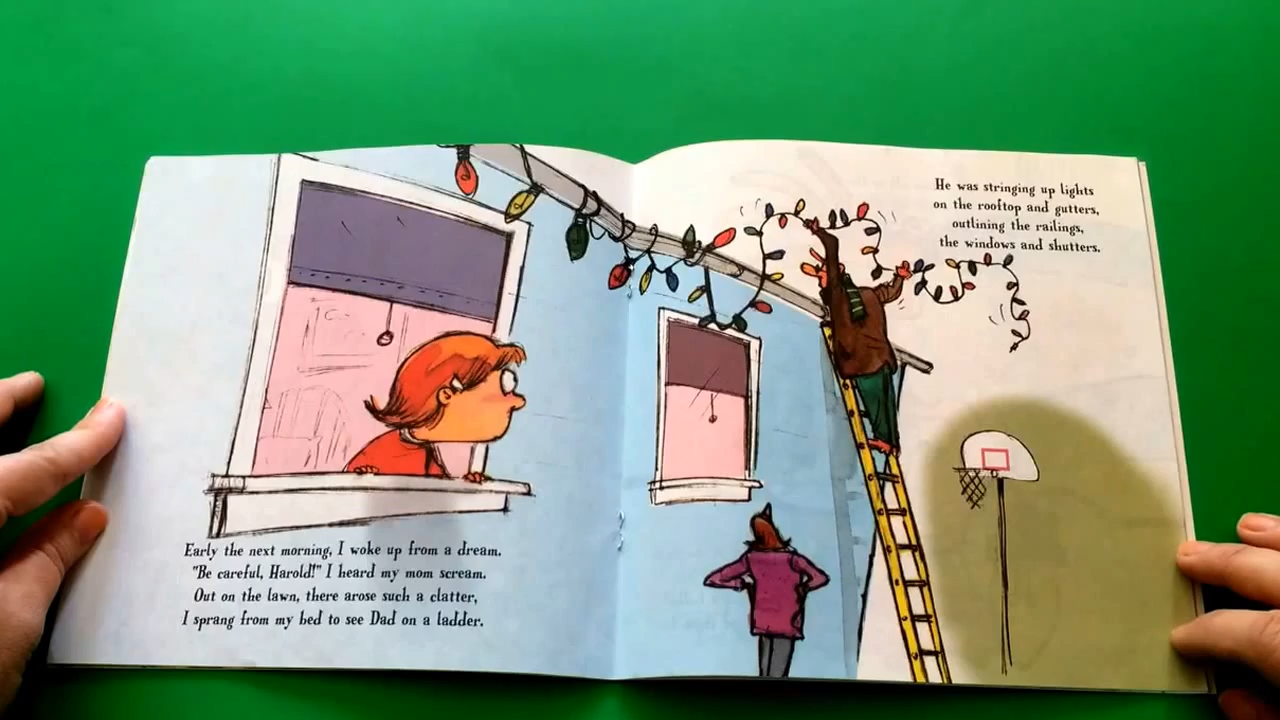 Early the next morning, I woke up from a dream.
"Be careful, Harold!" I heard my mom scream.
Out on the lawn, there arose such a clatter,
I sprang from my bed to see Dad on a ladder.
He was stringing up lights
on the rooftop and gutters,
outlining the railings,
the windows and shutters.